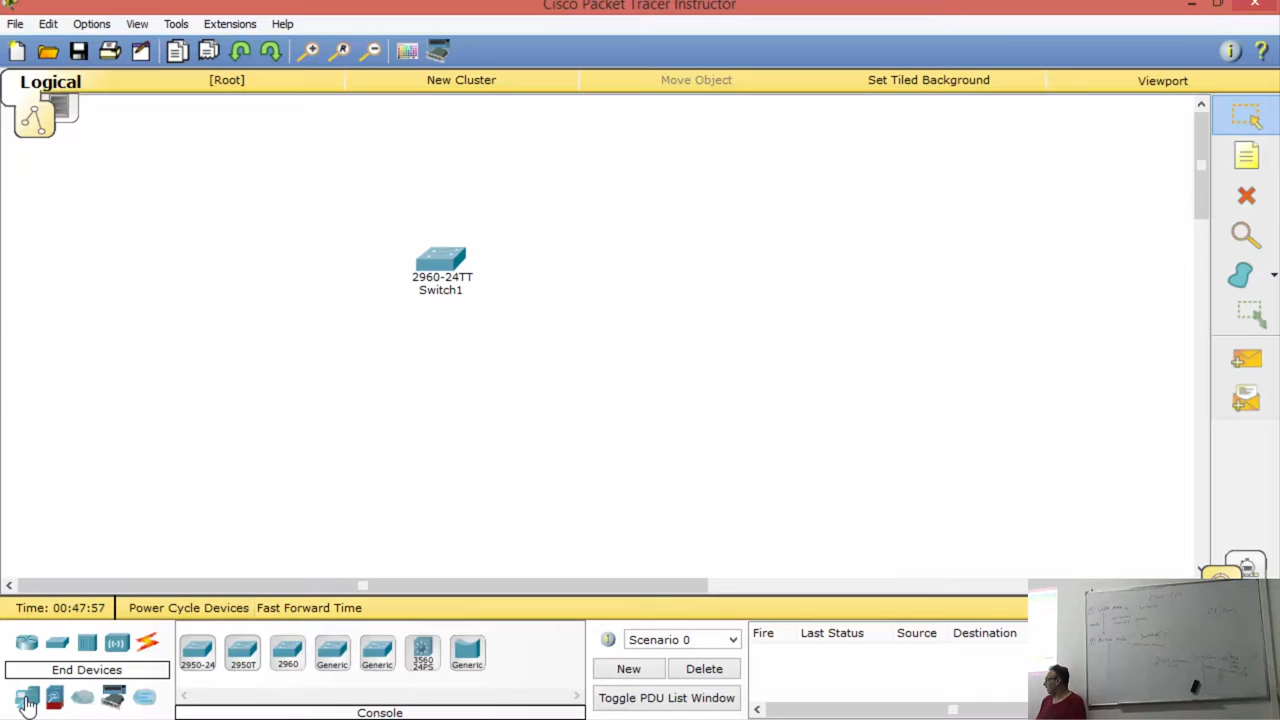 Cisco Packet Tracer Instructor
File Edit Options View Tools Extensions Help
Logical [Root] New Cluster Move Object Set Tiled Background Viewport
2960-24TT
Switch1
Time: 00:47:57 Power Cycle Devices Fast Forward Time
End Devices
2950-24 2950T 2960 Generic Generic 3560 24PS Generic
Console
Scenario 0
New Delete
Toggle PDU List Window
Fire Last Status Source Destination